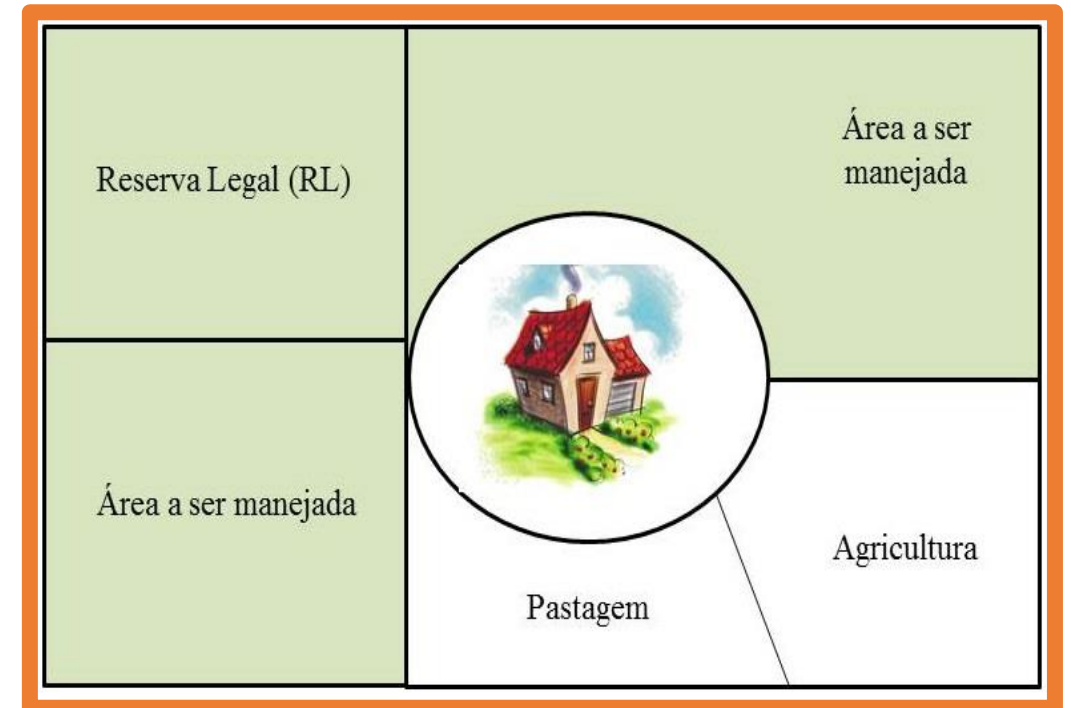 Reserva Legal (RL)
Área a ser
manejada
Área a ser manejada
Agricultura
Pastagem